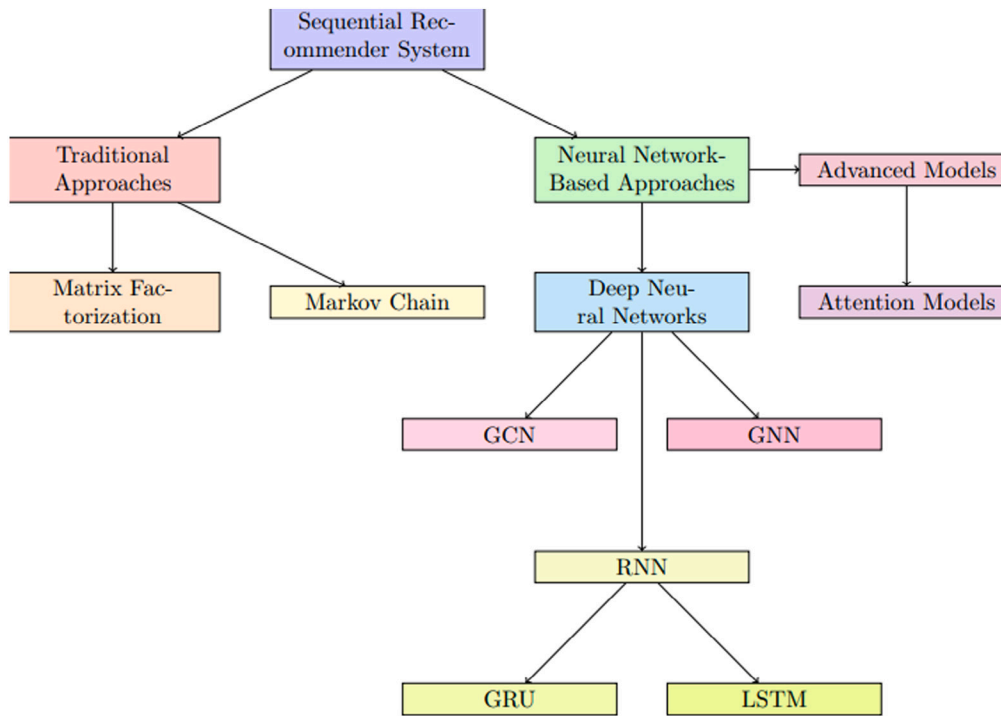 Sequential Rec-
ommender System
Traditional
Approaches
Neural Network-
Based Approaches
Advanced Models
Matrix Fac-
torization
Markov Chain
Deep Neu-
ral Networks
Attention Models
GCN
GNN
RNN
GRU
LSTM